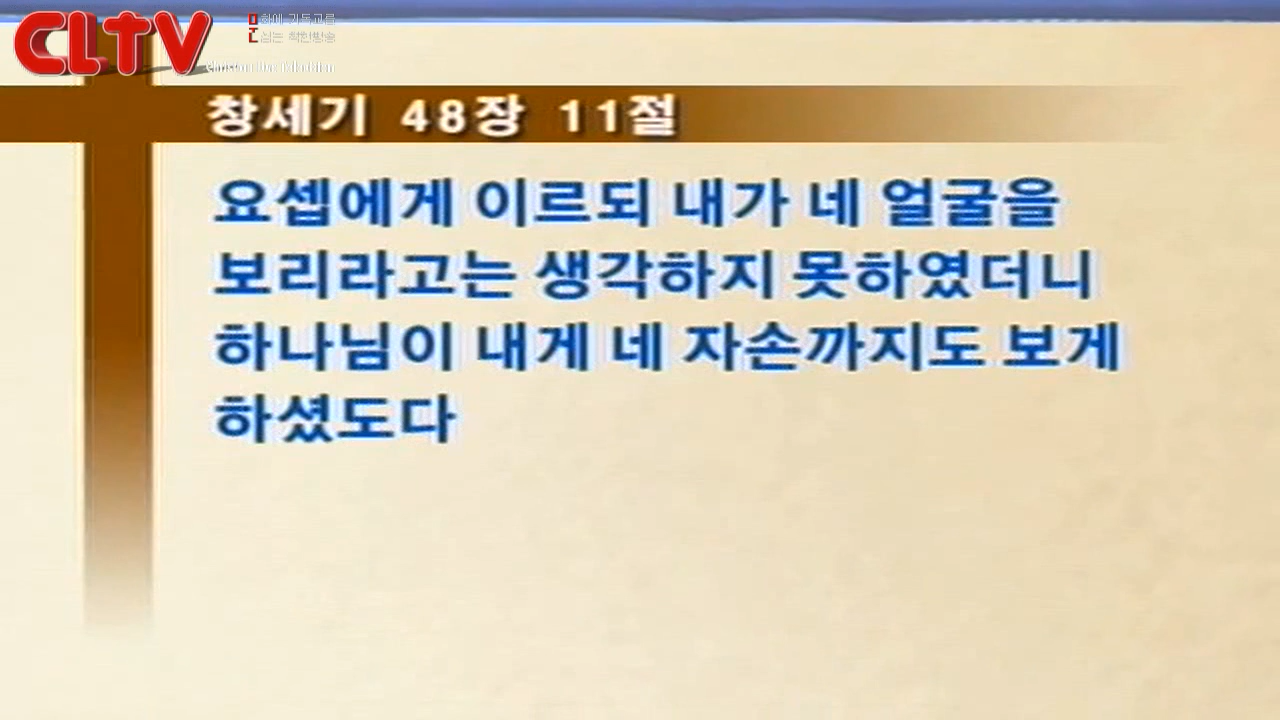 CLTV
창세기 48장 11절
요셉에게 이르되 내가 네 얼굴을
보리라고는 생각하지 못하였더니
하나님이 내게 네 자손까지도 보게
하셨도다